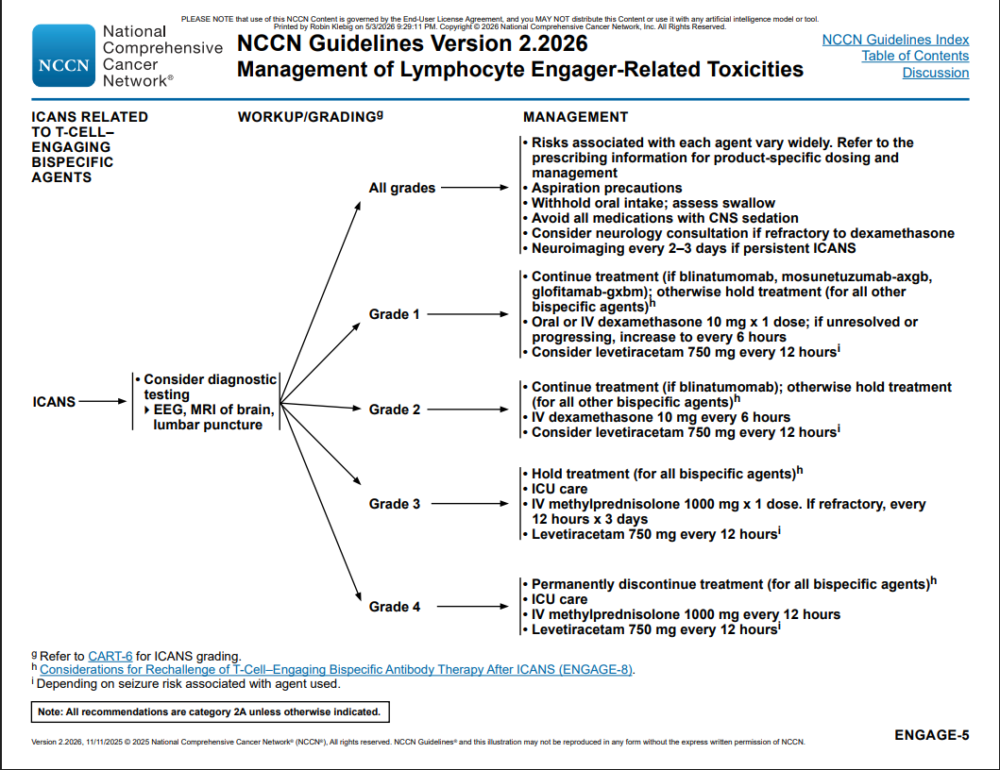 PLEASE NOTE that use of this NCCN Content is governed by the End-User License Agreement, and you MAY NOT distribute this Content or use it with any artificial intelligence model or tool.
Printed by Robin Klebig on 5/3/2026 9:29:11 PM. Copyright © 2026 National Comprehensive Cancer Network, Inc. All Rights Reserved.
NCCN
National
Comprehensive
Cancer
Network®
NCCN Guidelines Version 2.2026
Management of Lymphocyte Engager-Related Toxicities
NCCN Guidelines Index
Table of Contents
Discussion
ICANS RELATED
TO T-CELL–
ENGAGING
BISPECIFIC
AGENTS
WORKUP/GRADINGg
MANAGEMENT
ICANS
• Consider diagnostic
testing
EEG, MRI of brain,
lumbar puncture
All grades
• Risks associated with each agent vary widely. Refer to the
prescribing information for product-specific dosing and
management
• Aspiration precautions
• Withhold oral intake; assess swallow
• Avoid all medications with CNS sedation
• Consider neurology consultation if refractory to dexamethasone
• Neuroimaging every 2–3 days if persistent ICANS
Grade 1
• Continue treatment (if blinatumomab, mosunetuzumab-axgb,
glofitamab-gxbm); otherwise hold treatment (for all other
bispecific agents)h
• Oral or IV dexamethasone 10 mg x 1 dose; if unresolved or
progressing, increase to every 6 hours
• Consider levetiracetam 750 mg every 12 hoursi
Grade 2
• Continue treatment (if blinatumomab); otherwise hold treatment
(for all other bispecific agents)h
• IV dexamethasone 10 mg every 6 hours
• Consider levetiracetam 750 mg every 12 hoursi
Grade 3
• Hold treatment (for all bispecific agents)h
• ICU care
• IV methylprednisolone 1000 mg x 1 dose. If refractory, every
12 hours x 3 days
• Levetiracetam 750 mg every 12 hoursi
Grade 4
• Permanently discontinue treatment (for all bispecific agents)h
• ICU care
• IV methylprednisolone 1000 mg every 12 hours
• Levetiracetam 750 mg every 12 hoursi
g Refer to CART-6 for ICANS grading.
h Considerations for Rechallenge of T-Cell–Engaging Bispecific Antibody Therapy After ICANS (ENGAGE-8).
i Depending on seizure risk associated with agent used.
Note: All recommendations are category 2A unless otherwise indicated.
ENGAGE-5
Version 2.2026, 11/11/2025 © 2025 National Comprehensive Cancer Network® (NCCN®), All rights reserved. NCCN Guidelines® and this illustration may not be reproduced in any form without the express written permission of NCCN.